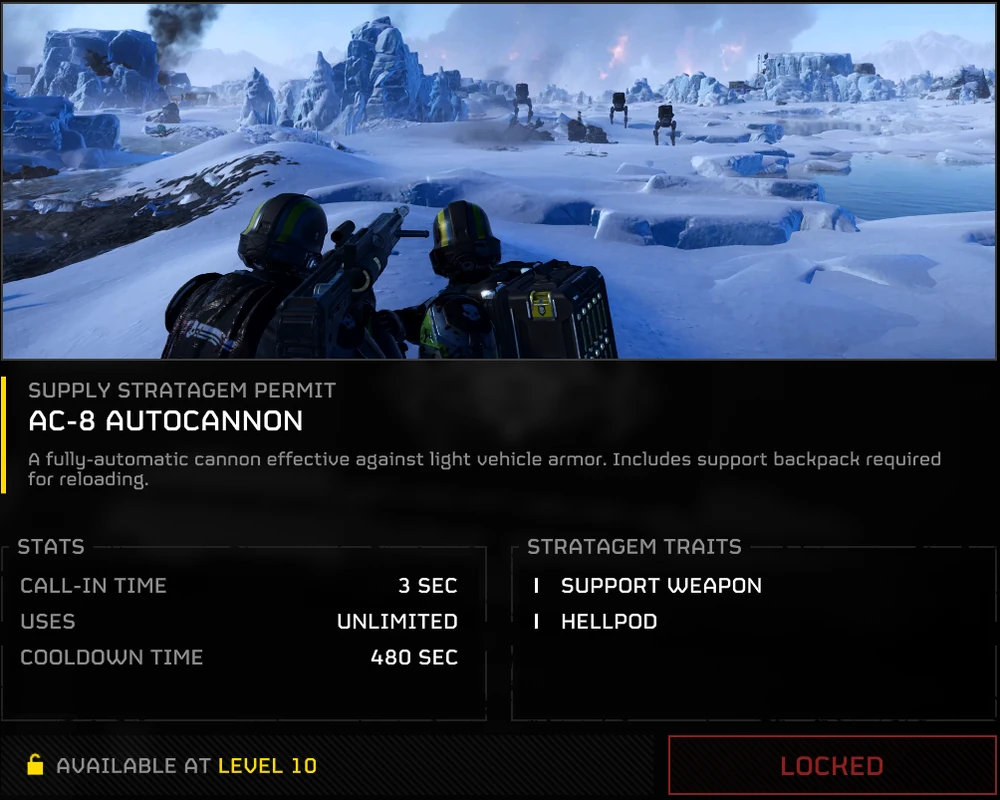 SUPPLY STRATAGEM PERMIT
AC-8 AUTOCANNON
A fully-automatic cannon effective against light vehicle armor. Includes support backpack required
for reloading.
STATS
CALL-IN TIME 3 SEC
USES UNLIMITED
COOLDOWN TIME 480 SEC
STRATAGEM TRAITS
I SUPPORT WEAPON
I HELLPOD
AVAILABLE AT LEVEL 10
LOCKED